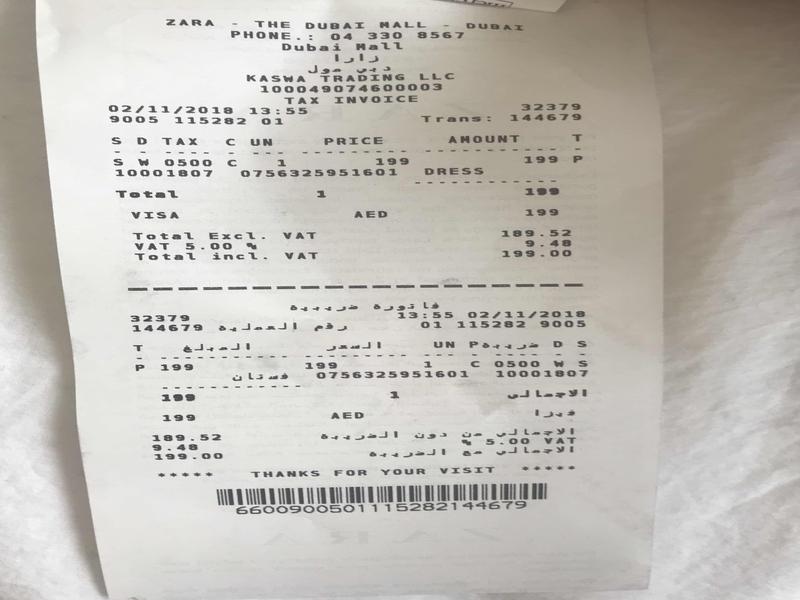 ZARA - THE DUBAI MALL - DUBAI
PHONE.: 04 330 8567
Dubai Mall
زارا
دبي مول
KASWA TRADING LLC
100049074600003
TAX INVOICE
02/11/2018 13:55 32379
9005 115282 01 Trans: 144679
S D TAX C UN PRICE AMOUNT T
S W 0500 C 1 199 199 P
10001807 0756325951601 DRESS
Total 1 199
VISA AED 199
Total Excl. VAT 189.52
VAT 5.00 % 9.48
Total incl. VAT 199.00
فاتورة ضريبية
32379 13:55 02/11/2018
144679 رقم العملية 01 115282 9005
T المبلغ السعر UN P ضريبة D S
P 199 199 1 C 0500 W S
فستان 0756325951601 10001807
199 1 الاجمالي
199 AED فيزا
189.52 الاجمالي من دون الضريبة
9.48 % 5.00 VAT
199.00 الاجمالي مع الضريبة
***** THANKS FOR YOUR VISIT *****
6600900501115282144679